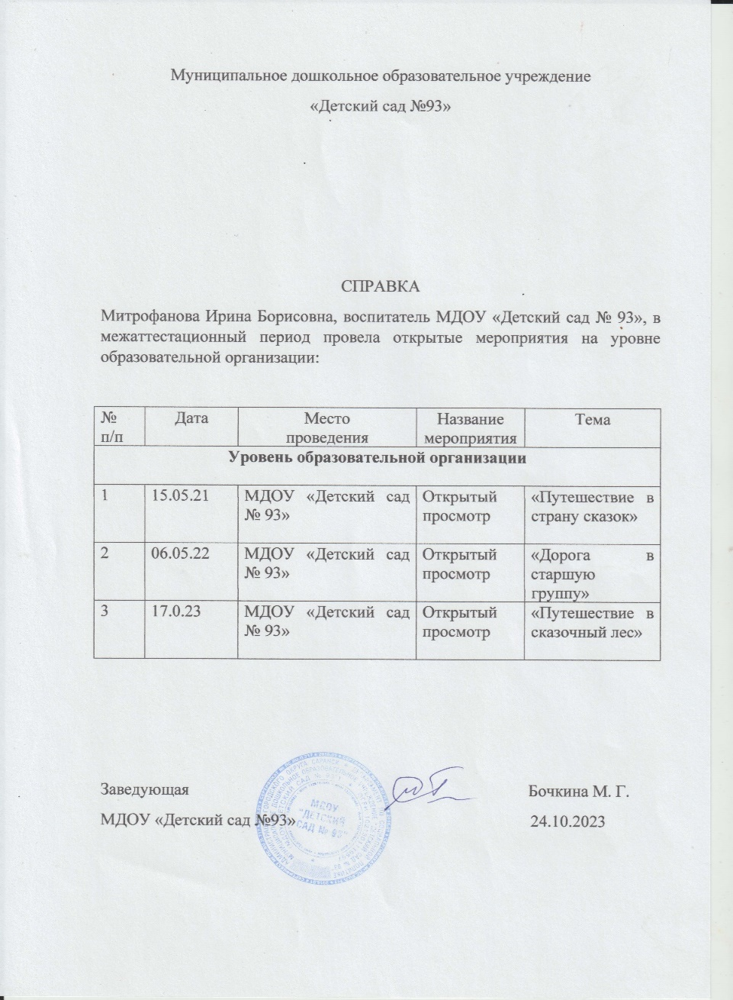 Муниципальное дошкольное образовательное учреждение
«Детский сад №93»
СПРАВКА
Митрофанова Ирина Борисовна, воспитатель МДОУ «Детский сад № 93», в
межаттестационный период провела открытые мероприятия на уровне
образовательной организации:
№ п/п Дата Место проведения Название мероприятия Тема
Уровень образовательной организации
1 15.05.21 МДОУ «Детский сад № 93» Открытый просмотр «Путешествие в страну сказок»
2 06.05.22 МДОУ «Детский сад № 93» Открытый просмотр «Дорога в старшую группу»
3 17.0.23 МДОУ «Детский сад № 93» Открытый просмотр «Путешествие в сказочный лес»
Заведующая Бочкина М. Г.
МДОУ «Детский сад №93» 24.10.2023
МДОУ
"ДЕТСКИЙ
САД № 93"